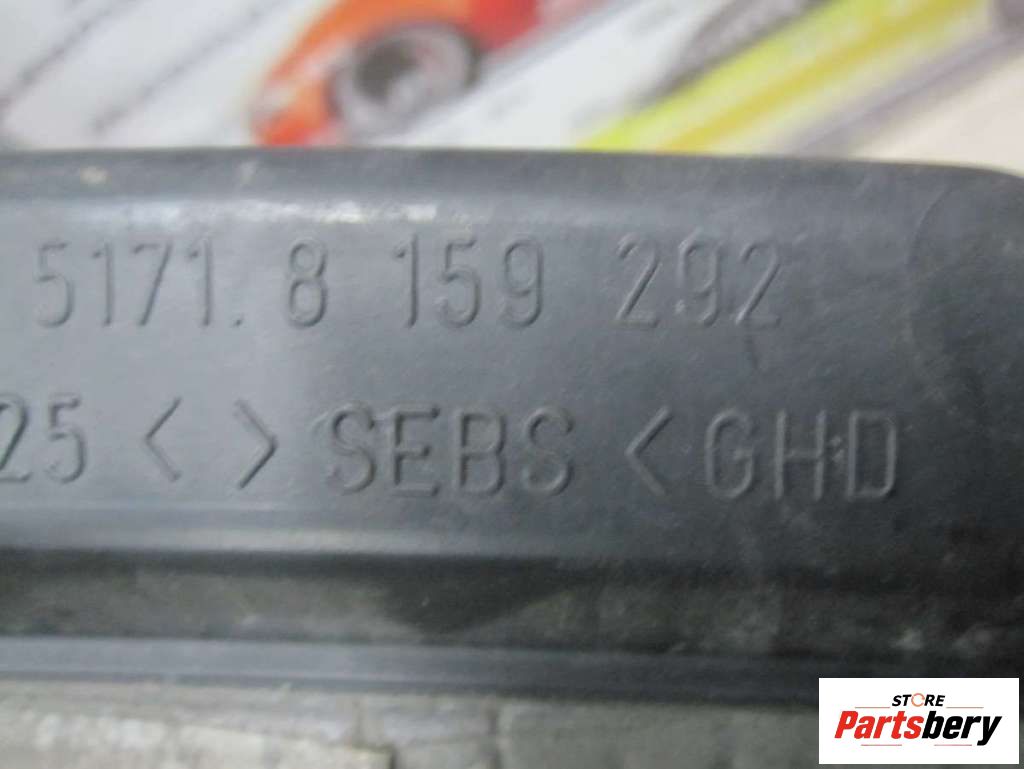 5171.8 159 292
25 < > SEBS < GHD
STORE
Partsbery